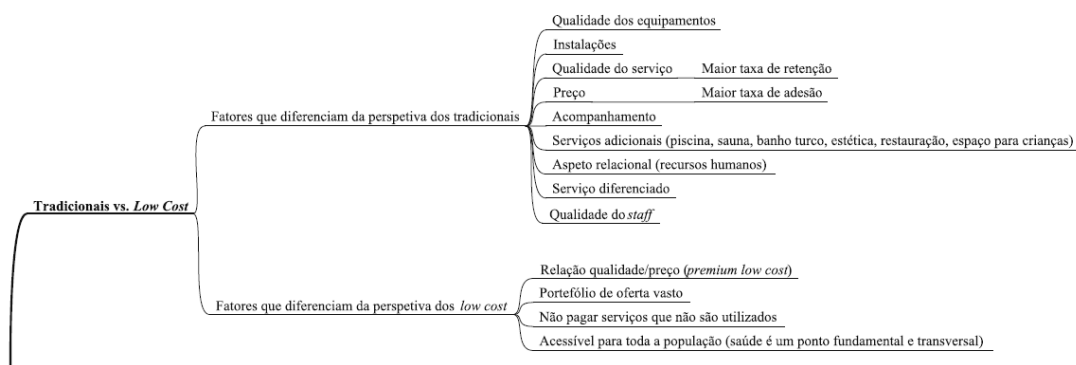 Qualidade dos equipamentos
Instalações
Qualidade do serviço Maior taxa de retenção
Preço Maior taxa de adesão
Fatores que diferenciam da perspetiva dos tradicionais
Acompanhamento
Serviços adicionais (piscina, sauna, banho turco, estética, restauração, espaço para crianças)
Aspeto relacional (recursos humanos)
Serviço diferenciado
Qualidade do staff
Tradicionais vs. Low Cost
Relação qualidade/preço (premium low cost)
Portefólio de oferta vasto
Fatores que diferenciam da perspetiva dos low cost
Não pagar serviços que não são utilizados
Acessível para toda a população (saúde é um ponto fundamental e transversal)